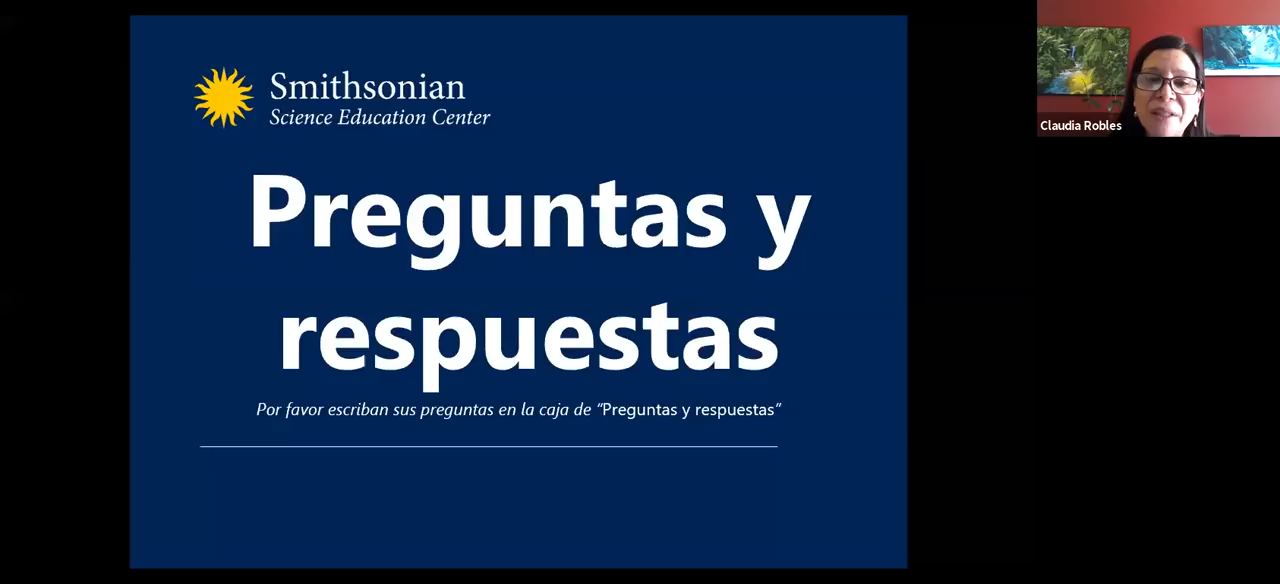 Smithsonian
Science Education Center
Preguntas y
respuestas
Por favor escriban sus preguntas en la caja de “Preguntas y respuestas”
Claudia Robles